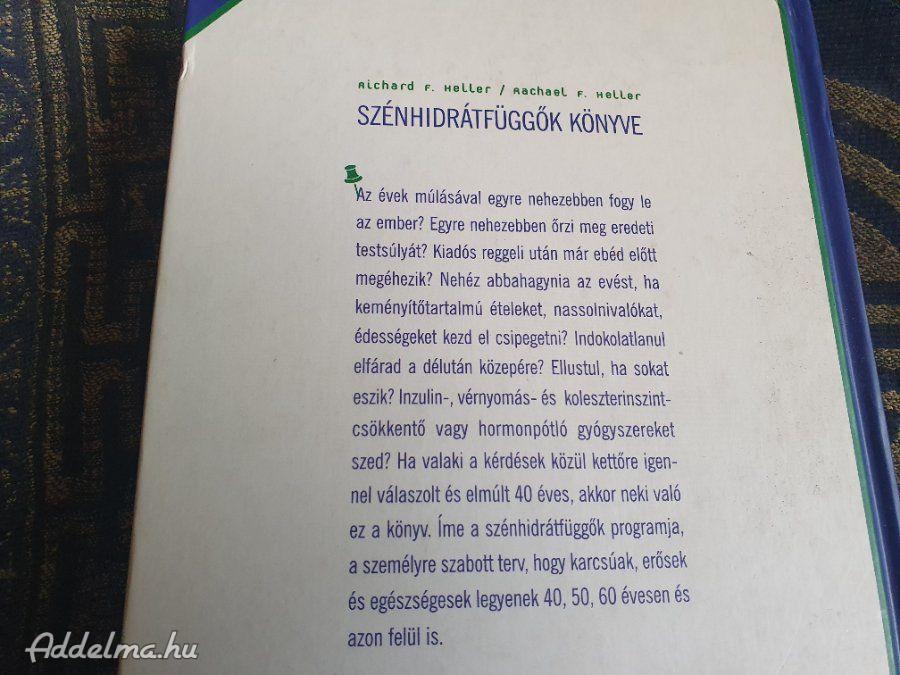 Richard F. Heller / Rachael F. Heller
SZÉNHIDRÁTFÜGGŐK KÖNYVE
Az évek múlásával egyre nehezebben fogy le
az ember? Egyre nehezebben őrzi meg eredeti
testsúlyát? Kiadós reggeli után már ebéd előtt
megéhezik? Nehéz abbahagynia az evést, ha
keményítőtartalmú ételeket, nassolnivalókat,
édességeket kezd el csipegetni? Indokolatlanul
elfárad a délután közepére? Ellustul, ha sokat
eszik? Inzulin-, vérnyomás- és koleszterinszint-
csökkentő vagy hormonpótló gyógyszereket
szed? Ha valaki a kérdések közül kettőre igen-
nel válaszolt és elmúlt 40 éves, akkor neki való
ez a könyv. Íme a szénhidrátfüggők programja,
a személyre szabott terv, hogy karcsúak, erősek
és egészségesek legyenek 40, 50, 60 évesen és
azon felül is.
Addelma.hu